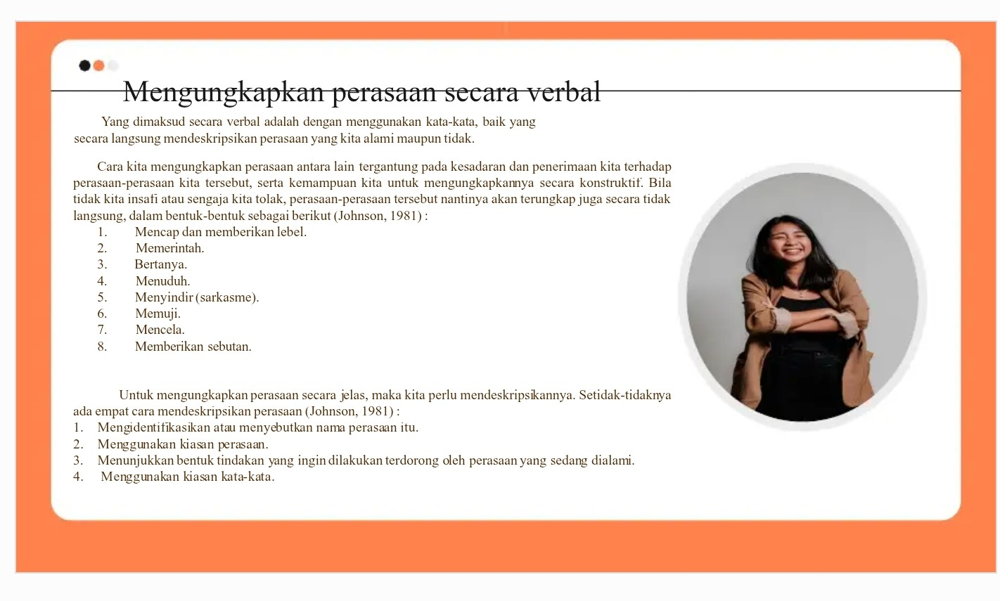 Mengungkapkan perasaan secara verbal
Yang dimaksud secara verbal adalah dengan menggunakan kata-kata, baik yang
secara langsung mendeskripsikan perasaan yang kita alami maupun tidak.
Cara kita mengungkapkan perasaan antara lain tergantung pada kesadaran dan penerimaan kita terhadap
perasaan-perasaan kita tersebut, serta kemampuan kita untuk mengungkapkannya secara konstruktif. Bila
tidak kita insafi atau sengaja kita tolak, perasaan-perasaan tersebut nantinya akan terungkap juga secara tidak
langsung, dalam bentuk-bentuk sebagai berikut (Johnson, 1981) :
1. Mencap dan memberikan lebel.
2. Memerintah.
3. Bertanya.
4. Menuduh.
5. Menyindir (sarkasme).
6. Memuji.
7. Mencela.
8. Memberikan sebutan.
Untuk mengungkapkan perasaan secara jelas, maka kita perlu mendeskripsikannya. Setidak-tidaknya
ada empat cara mendeskripsikan perasaan (Johnson, 1981) :
1. Mengidentifikasikan atau menyebutkan nama perasaan itu.
2. Menggunakan kiasan perasaan.
3. Menunjukkan bentuk tindakan yang ingin dilakukan terdorong oleh perasaan yang sedang dialami.
4. Menggunakan kiasan kata-kata.